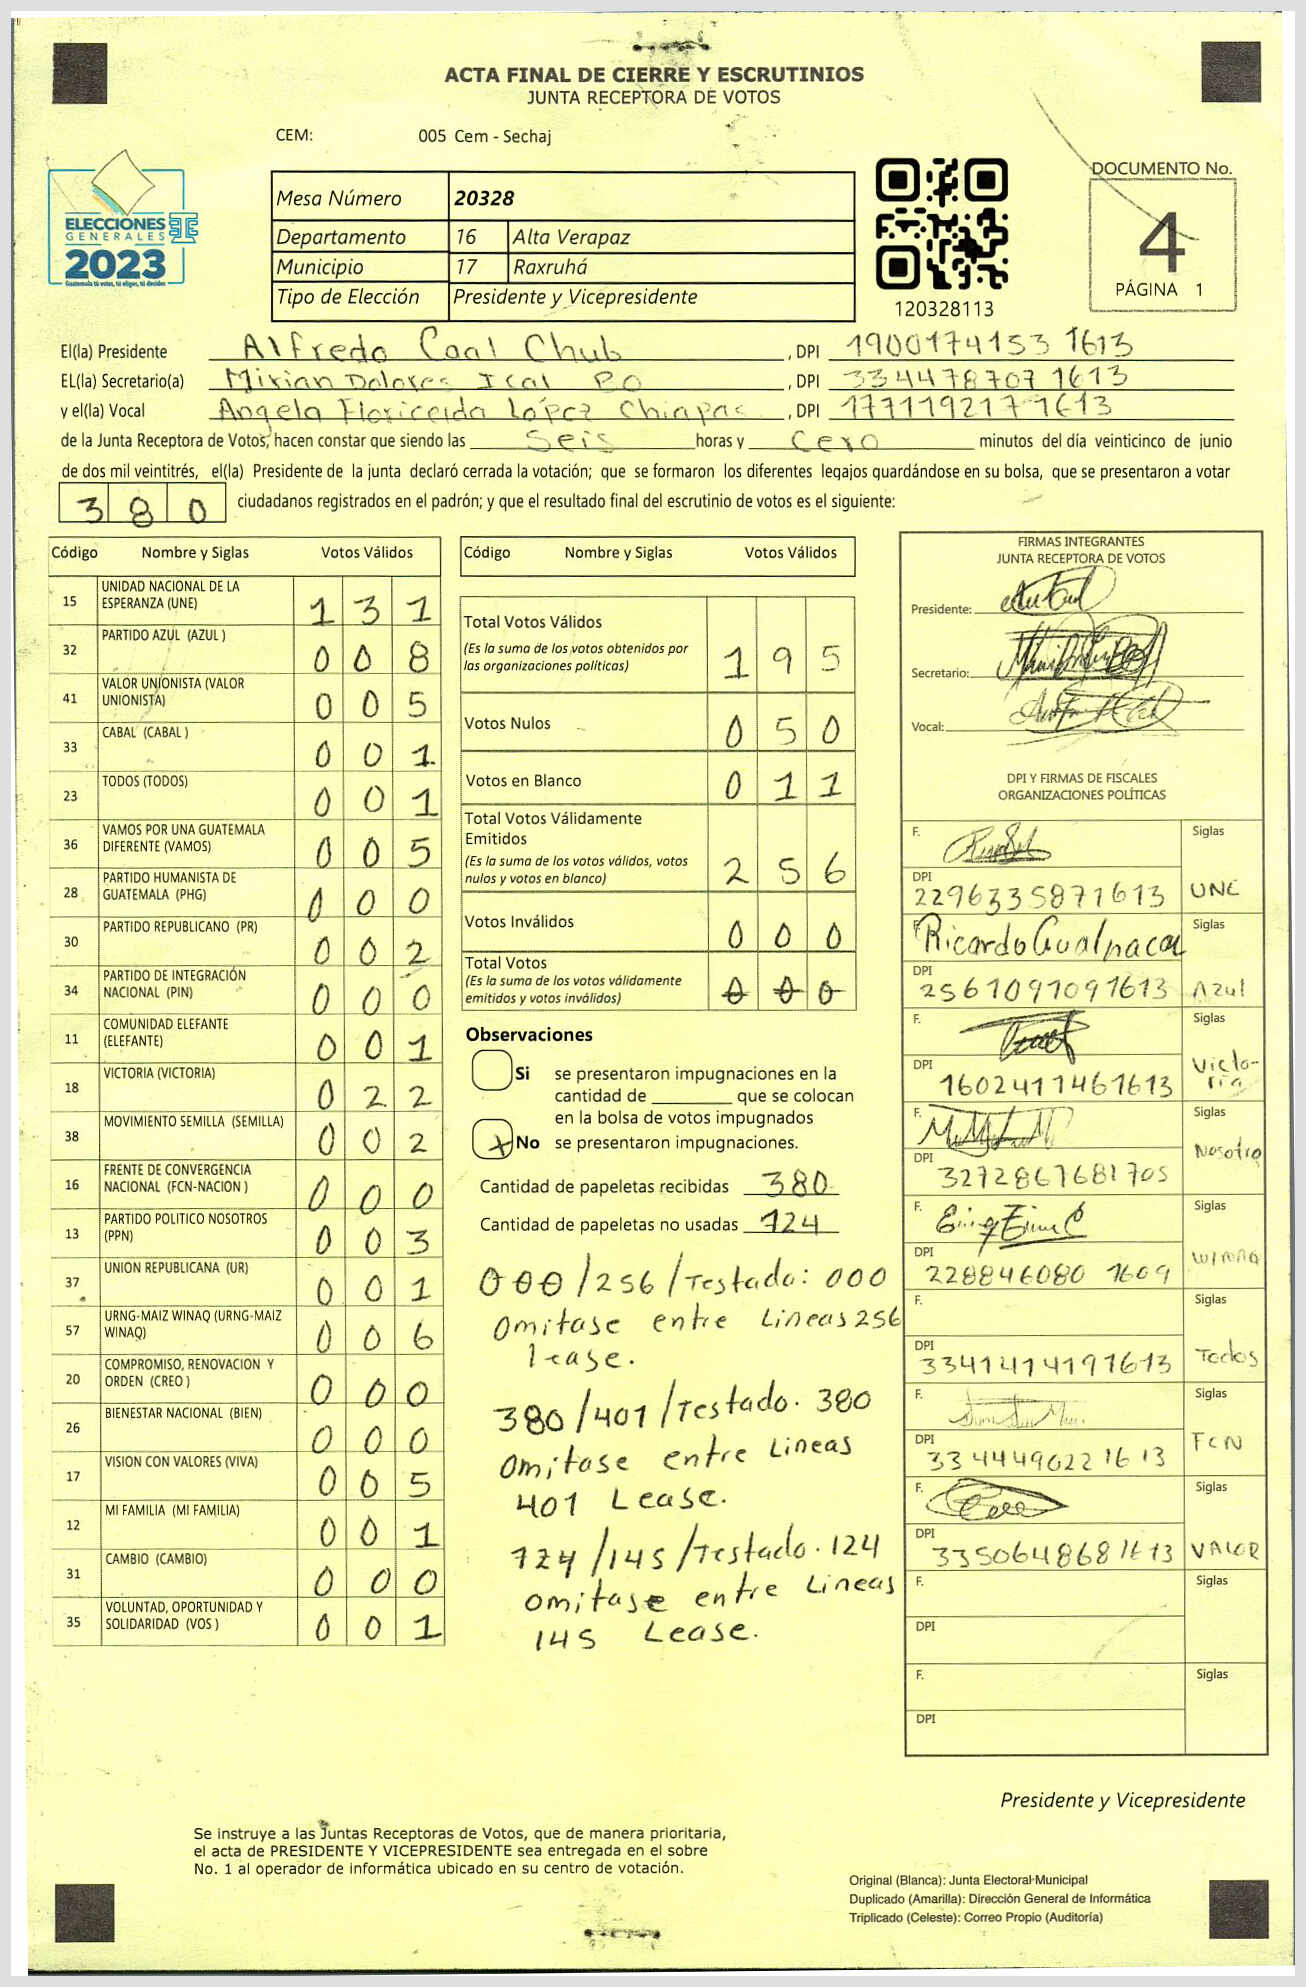 ACTA FINAL DE CIERRE Y ESCRUTINIOS
JUNTA RECEPTORA DE VOTOS
CEM: 005 Cem - Sechaj
DOCUMENTO No.
4
PÁGINA 1
ELECCIONES
GENERALES
2023
Guatemala tú votas, tú eliges, tú decides
Mesa Número 20328
Departamento 16 Alta Verapaz
Municipio 17 Raxruhá
Tipo de Elección Presidente y Vicepresidente
120328113
El(la) Presidente Alfredo Caal Chub, DPI 1900174153 1613
EL(la) Secretario(a) Mirian Dolores Ical PO, DPI 334478707 1613
y el(la) Vocal Angela Floricelda López Chiapas, DPI 177119217 1613
de la Junta Receptora de Votos, hacen constar que siendo las Seis horas y Cero minutos del día veinticinco de junio
de dos mil veintitrés, el(la) Presidente de la junta declaró cerrada la votación; que se formaron los diferentes legajos guardándose en su bolsa, que se presentaron a votar
380 ciudadanos registrados en el padrón; y que el resultado final del escrutinio de votos es el siguiente:
Código Nombre y Siglas Votos Válidos
15 UNIDAD NACIONAL DE LA ESPERANZA (UNE) 1 3 1
32 PARTIDO AZUL (AZUL ) 0 0 8
41 VALOR UNIONISTA (VALOR UNIONISTA) 0 0 5
33 CABAL (CABAL ) 0 0 1
23 TODOS (TODOS) 0 0 1
36 VAMOS POR UNA GUATEMALA DIFERENTE (VAMOS) 0 0 5
28 PARTIDO HUMANISTA DE GUATEMALA (PHG) 0 0 0
30 PARTIDO REPUBLICANO (PR) 0 0 2
34 PARTIDO DE INTEGRACIÓN NACIONAL (PIN) 0 0 0
11 COMUNIDAD ELEFANTE (ELEFANTE) 0 0 1
18 VICTORIA (VICTORIA) 0 2 2
38 MOVIMIENTO SEMILLA (SEMILLA) 0 0 2
16 FRENTE DE CONVERGENCIA NACIONAL (FCN-NACION ) 0 0 0
13 PARTIDO POLITICO NOSOTROS (PPN) 0 0 3
37 UNION REPUBLICANA (UR) 0 0 1
57 URNG-MAIZ WINAQ (URNG-MAIZ WINAQ) 0 0 6
20 COMPROMISO, RENOVACION Y ORDEN (CREO ) 0 0 0
26 BIENESTAR NACIONAL (BIEN) 0 0 0
17 VISION CON VALORES (VIVA) 0 0 5
12 MI FAMILIA (MI FAMILIA) 0 0 1
31 CAMBIO (CAMBIO) 0 0 0
35 VOLUNTAD, OPORTUNIDAD Y SOLIDARIDAD (VOS ) 0 0 1
Código Nombre y Siglas Votos Válidos
Total Votos Válidos
(Es la suma de los votos obtenidos por
las organizaciones políticas) 1 9 5
Votos Nulos 0 5 0
Votos en Blanco 0 1 1
Total Votos Válidamente
Emitidos
(Es la suma de los votos válidos, votos
nulos y votos en blanco) 2 5 6
Votos Inválidos 0 0 0
Total Votos
(Es la suma de los votos válidamente
emitidos y votos inválidos) 0 0 0
Observaciones
Si se presentaron impugnaciones en la
cantidad de ________ que se colocan
en la bolsa de votos impugnados
X No se presentaron impugnaciones.
Cantidad de papeletas recibidas 380
Cantidad de papeletas no usadas 124
000/256/Testado: 000
Omitase entre Lineas 256
lease.
380/401/Testado. 380
Omitase entre Lineas
401 Lease.
124/145/Testado. 124
omitase entre Lineas
145 Lease.
FIRMAS INTEGRANTES
JUNTA RECEPTORA DE VOTOS
Presidente:
Secretario:
Vocal:
DPI Y FIRMAS DE FISCALES
ORGANIZACIONES POLÍTICAS
F. Siglas
DPI 2296335871613 UNE
F. Ricardo Siglas
DPI 2561091091613 Azul
F. Siglas
DPI 1602411461613 Victoria
F. Siglas
DPI 3272867681705 Nosotro
F. Siglas
DPI 228846080 1609 WINAQ
F. Siglas
DPI 3341414191613 Todos
F. Siglas
DPI 334449022 1613 FCN
F. Siglas
DPI 335064868 1613 VALOR
F. Siglas
DPI
F. Siglas
DPI
Presidente y Vicepresidente
Se instruye a las Juntas Receptoras de Votos, que de manera prioritaria,
el acta de PRESIDENTE Y VICEPRESIDENTE sea entregada en el sobre
No. 1 al operador de informática ubicado en su centro de votación.
Original (Blanca): Junta Electoral Municipal
Duplicado (Amarilla): Dirección General de Informática
Triplicado (Celeste): Correo Propio (Auditoría)